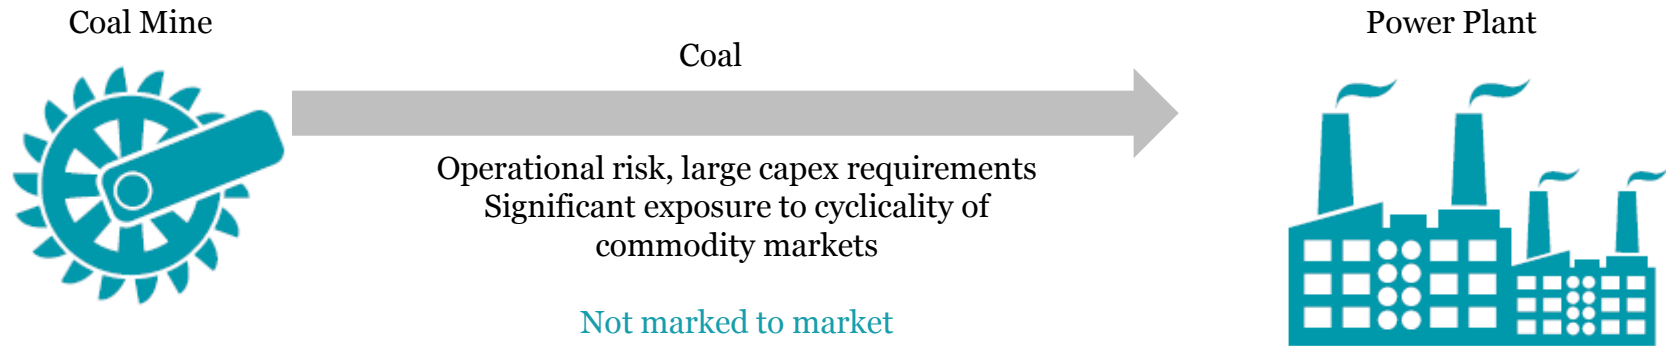 Coal Mine
Power Plant
Coal
Operational risk, large capex requirements
Significant exposure to cyclicality of
commodity markets
Not marked to market